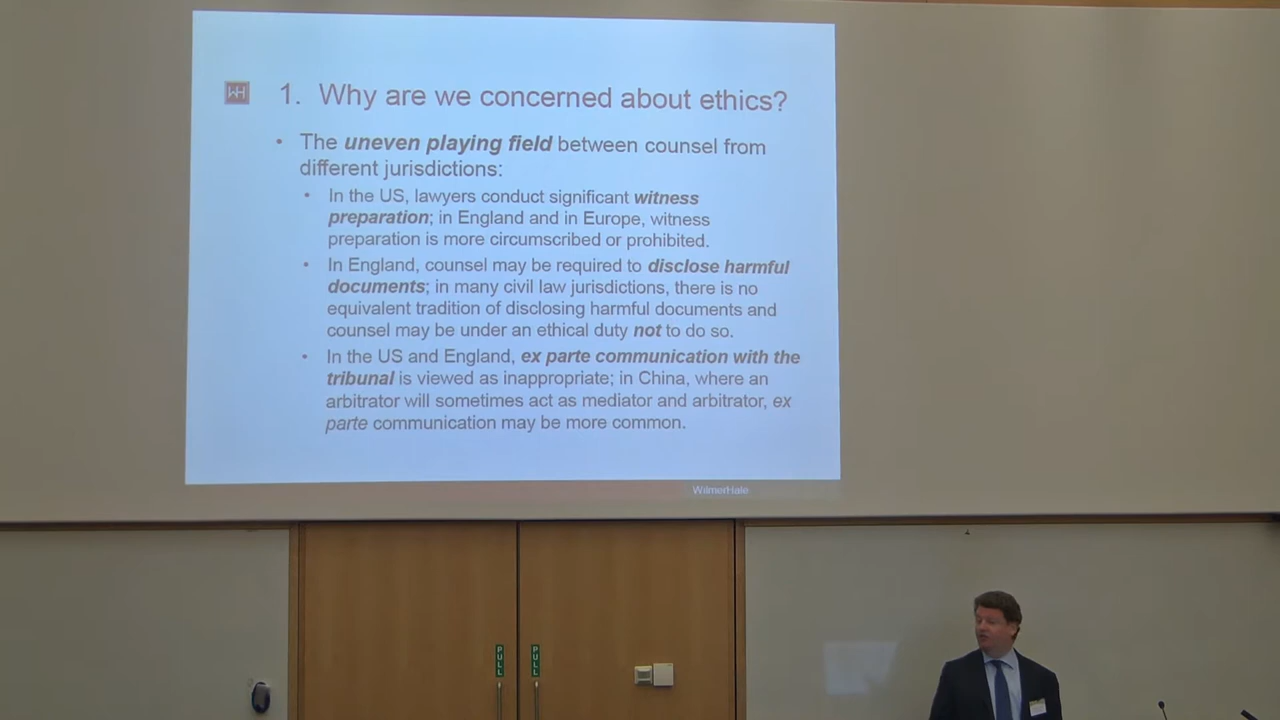 WH
1. Why are we concerned about ethics?
• The uneven playing field between counsel from
different jurisdictions:
• In the US, lawyers conduct significant witness
preparation; in England and in Europe, witness
preparation is more circumscribed or prohibited.
• In England, counsel may be required to disclose harmful
documents; in many civil law jurisdictions, there is no
equivalent tradition of disclosing harmful documents and
counsel may be under an ethical duty not to do so.
• In the US and England, ex parte communication with the
tribunal is viewed as inappropriate; in China, where an
arbitrator will sometimes act as mediator and arbitrator, ex
parte communication may be more common.
WilmerHale
PULL
PULL